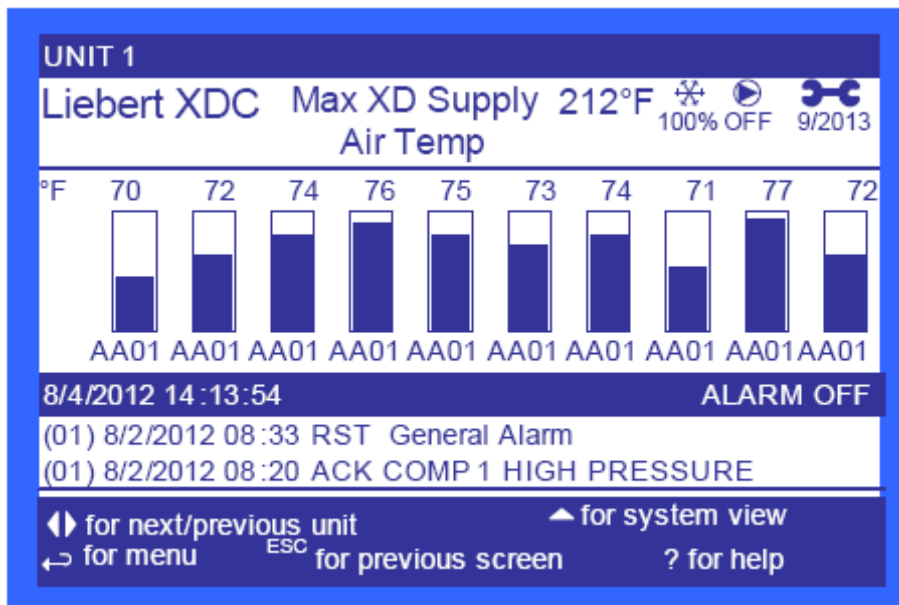 UNIT 1
Liebert XDC Max XD Supply 212°F 100% OFF 9/2013
Air Temp
°F 70 72 74 76 75 73 74 71 77 72
AA01 AA01 AA01 AA01 AA01 AA01 AA01 AA01 AA01 AA01
8/4/2012 14:13:54 ALARM OFF
(01) 8/2/2012 08:33 RST General Alarm
(01) 8/2/2012 08:20 ACK COMP 1 HIGH PRESSURE
for next/previous unit for system view
for menu ESC for previous screen ? for help